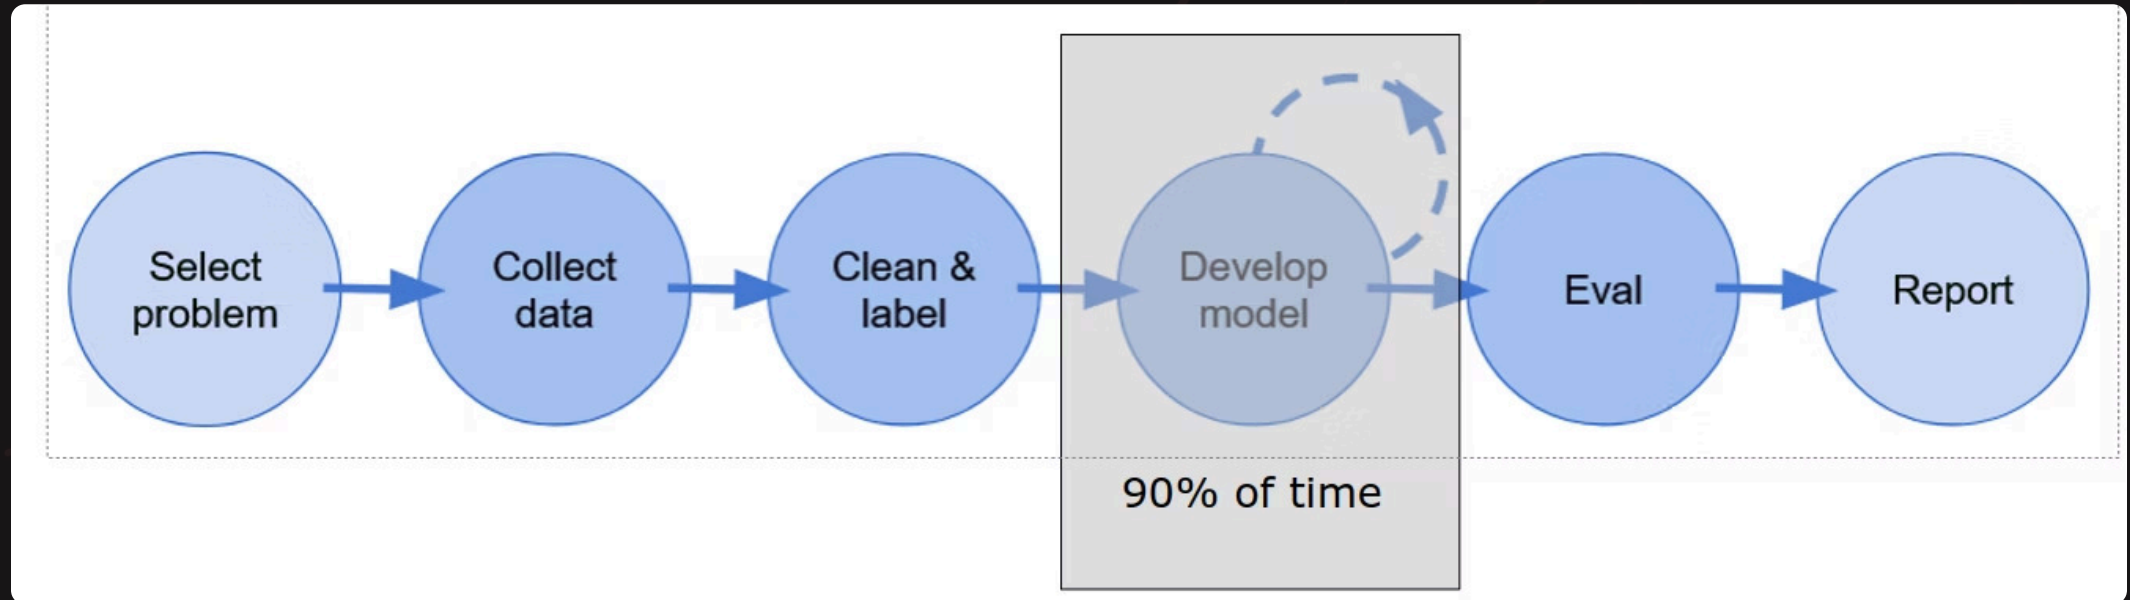 Select
problem
Collect
data
Clean &
label
Develop
model
Eval
Report
90% of time